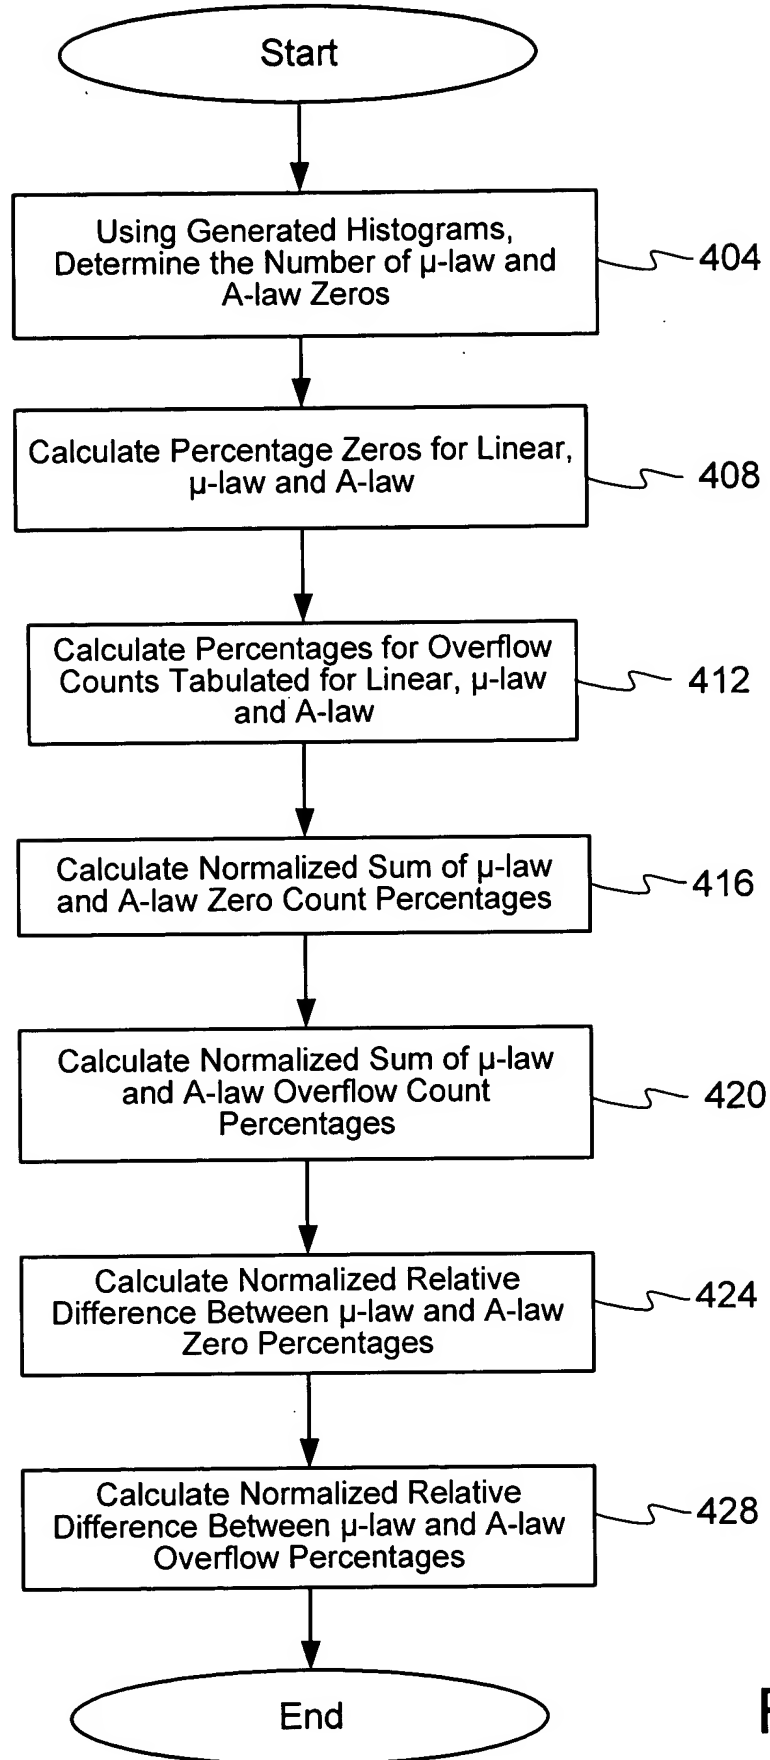 Start
Using Generated Histograms,
Determine the Number of μ-law and
A-law Zeros
404
Calculate Percentage Zeros for Linear,
μ-law and A-law
408
Calculate Percentages for Overflow
Counts Tabulated for Linear, μ-law
and A-law
412
Calculate Normalized Sum of μ-law
and A-law Zero Count Percentages
416
Calculate Normalized Sum of μ-law
and A-law Overflow Count
Percentages
420
Calculate Normalized Relative
Difference Between μ-law and A-law
Zero Percentages
424
Calculate Normalized Relative
Difference Between μ-law and A-law
Overflow Percentages
428
End